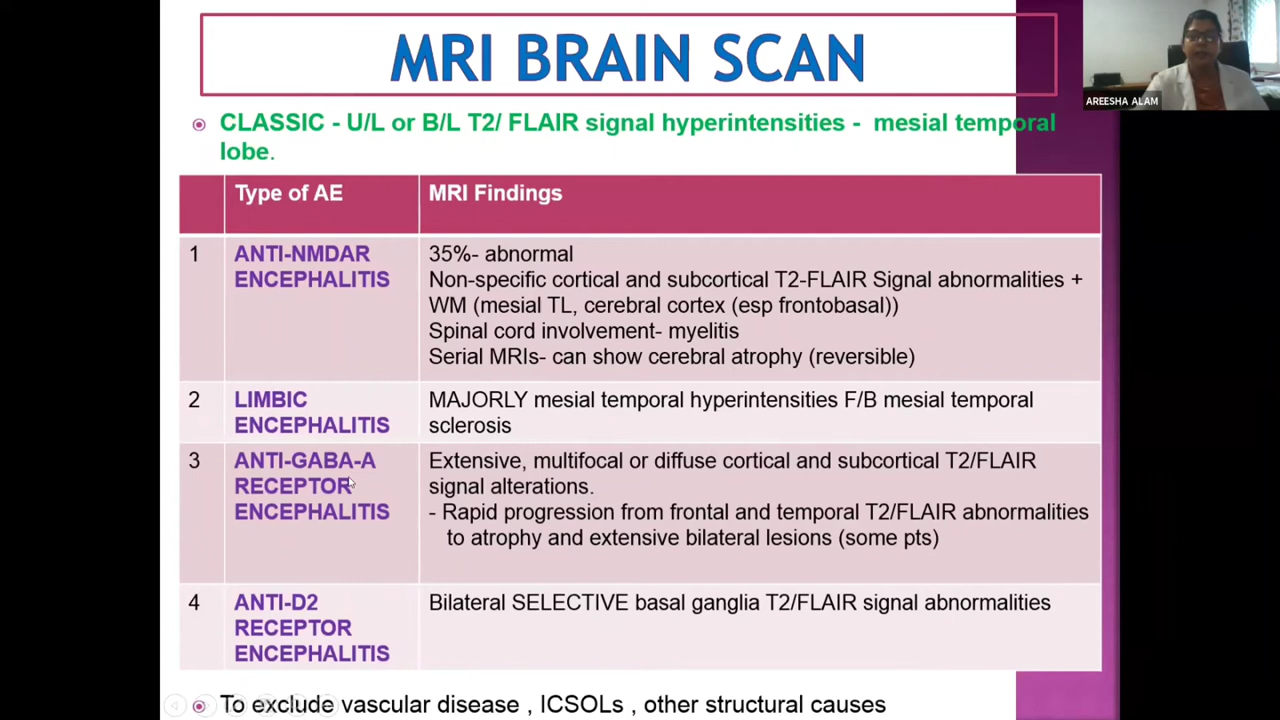 MRI BRAIN SCAN
AREESHA ALAM
CLASSIC - U/L or B/L T2/ FLAIR signal hyperintensities - mesial temporal
lobe.
Type of AE
MRI Findings
1
ANTI-NMDAR
ENCEPHALITIS
35%- abnormal
Non-specific cortical and subcortical T2-FLAIR Signal abnormalities +
WM (mesial TL, cerebral cortex (esp frontobasal))
Spinal cord involvement- myelitis
Serial MRIs- can show cerebral atrophy (reversible)
2
LIMBIC
ENCEPHALITIS
MAJORLY mesial temporal hyperintensities F/B mesial temporal
sclerosis
3
ANTI-GABA-A
RECEPTOR
ENCEPHALITIS
Extensive, multifocal or diffuse cortical and subcortical T2/FLAIR
signal alterations.
- Rapid progression from frontal and temporal T2/FLAIR abnormalities
to atrophy and extensive bilateral lesions (some pts)
4
ANTI-D2
RECEPTOR
ENCEPHALITIS
Bilateral SELECTIVE basal ganglia T2/FLAIR signal abnormalities
To exclude vascular disease , ICSOLs , other structural causes